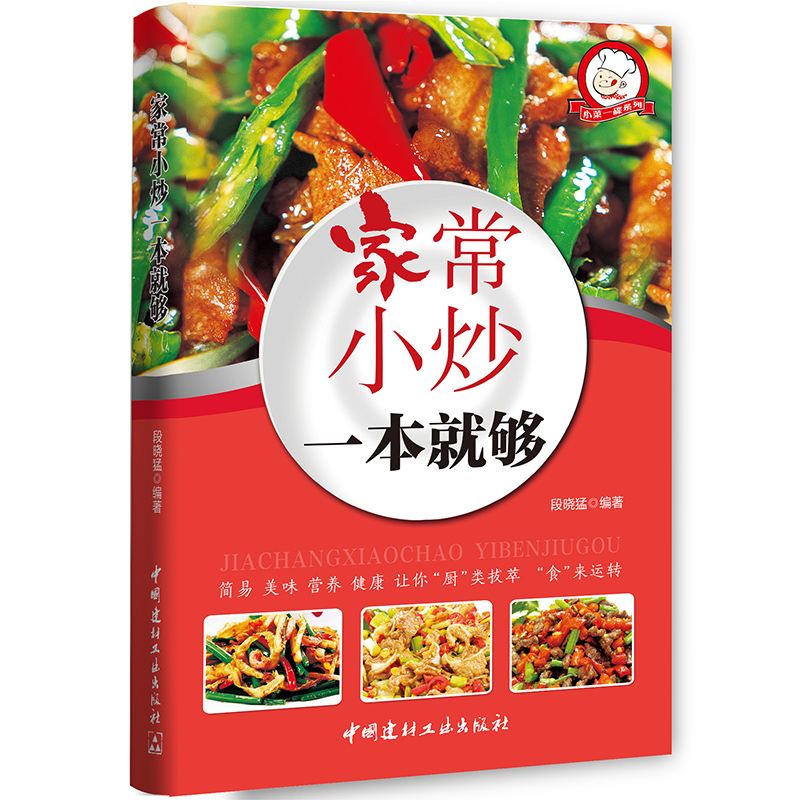 家常小炒一本就够
段晓猛◎编著
中国建材工业出版社
小菜一碟系列
家常
小炒
一本就够
段晓猛◎编著
JIACHANGXIAOCHAO YIBENJIUGOU
简易 美味 营养 健康 让你“厨”类拔萃 “食”来运转
中国建材工业出版社